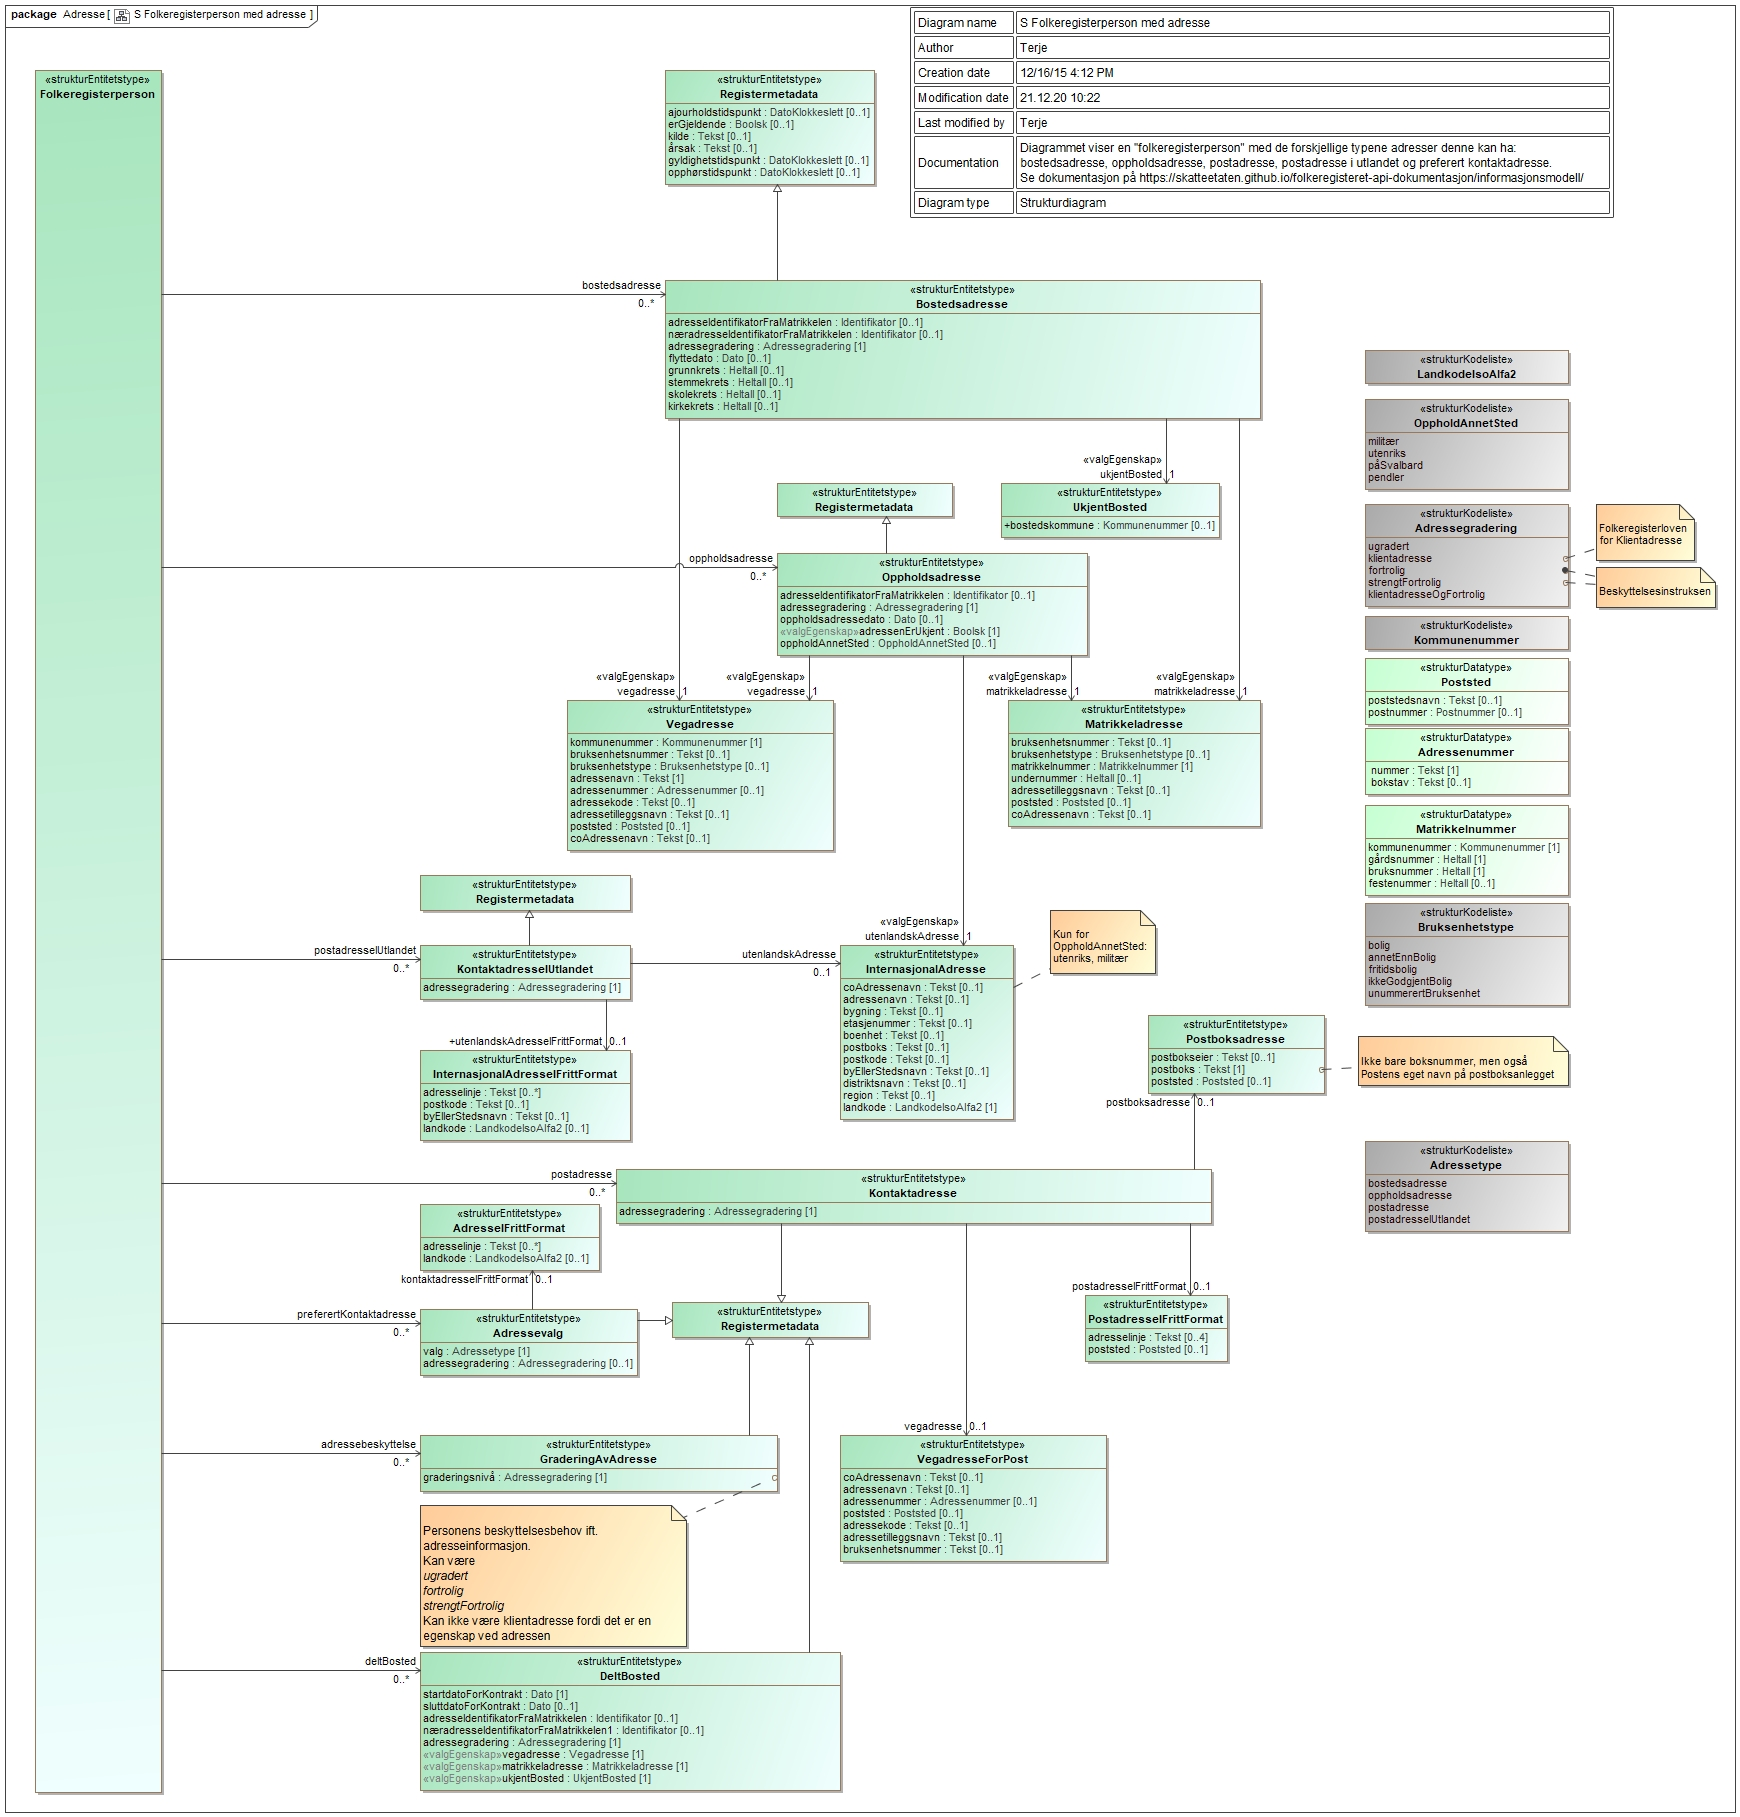 package Adresse [ S Folkeregisterperson med adresse ]
Diagram name S Folkeregisterperson med adresse
Author Terje
Creation date 12/16/15 4:12 PM
Modification date 21.12.20 10:22
Last modified by Terje
Documentation Diagrammet viser en "folkeregisterperson" med de forskjellige typene adresser denne kan ha:
bostedsadresse, oppholdsadresse, postadresse, postadresse i utlandet og preferert kontaktadresse.
Se dokumentasjon på https://skatteetaten.github.io/folkeregisteret-api-dokumentasjon/informasjonsmodell/
Diagram type Strukturdiagram
«strukturEntitetstype»
Folkeregisterperson
«strukturEntitetstype»
Registermetadata
ajourholdstidspunkt : DatoKlokkeslett [0..1]
erGjeldende : Boolsk [0..1]
kilde : Tekst [0..1]
årsak : Tekst [0..1]
gyldighetstidspunkt : DatoKlokkeslett [0..1]
opphørstidspunkt : DatoKlokkeslett [0..1]
bostedsadresse
0..*
«strukturEntitetstype»
Bostedsadresse
adresseIdentifikatorFraMatrikkelen : Identifikator [0..1]
næradresseIdentifikatorFraMatrikkelen : Identifikator [0..1]
adressegradering : Adressegradering [1]
flyttedato : Dato [0..1]
grunnkrets : Heltall [0..1]
stemmekrets : Heltall [0..1]
skolekrets : Heltall [0..1]
kirkekrets : Heltall [0..1]
«valgEgenskap»
ukjentBosted 1
«strukturEntitetstype»
UkjentBosted
+bostedskommune : Kommunenummer [0..1]
«strukturEntitetstype»
Registermetadata
oppholdsadresse
0..*
«strukturEntitetstype»
Oppholdsadresse
adresseIdentifikatorFraMatrikkelen : Identifikator [0..1]
adressegradering : Adressegradering [1]
oppholdsadressedato : Dato [0..1]
«valgEgenskap»adressenErUkjent : Boolsk [1]
oppholdAnnetSted : OppholdAnnetSted [0..1]
«valgEgenskap»
vegadresse 1
«valgEgenskap»
vegadresse 1
«valgEgenskap»
matrikkeladresse 1
«valgEgenskap»
matrikkeladresse 1
«strukturEntitetstype»
Vegadresse
kommunenummer : Kommunenummer [1]
bruksenhetsnummer : Tekst [0..1]
bruksenhetstype : Bruksenhetstype [0..1]
adressenavn : Tekst [1]
adressenummer : Adressenummer [0..1]
adressekode : Tekst [0..1]
adressetilleggsnavn : Tekst [0..1]
poststed : Poststed [0..1]
coAdressenavn : Tekst [0..1]
«strukturEntitetstype»
Matrikkeladresse
bruksenhetsnummer : Tekst [0..1]
bruksenhetstype : Bruksenhetstype [0..1]
matrikkelnummer : Matrikkelnummer [1]
undernummer : Heltall [0..1]
adressetilleggsnavn : Tekst [0..1]
poststed : Poststed [0..1]
coAdressenavn : Tekst [0..1]
«strukturKodeliste»
LandkodeIsoAlfa2
«strukturKodeliste»
OppholdAnnetSted
militær
utenriks
påSvalbard
pendler
«strukturKodeliste»
Adressegradering
ugradert
klientadresse
fortrolig
strengtFortrolig
klientadresseOgFortrolig
Folkeregisterloven
for Klientadresse
Beskyttelsesinstruksen
«strukturKodeliste»
Kommunenummer
«strukturDatatype»
Poststed
poststedsnavn : Tekst [0..1]
postnummer : Postnummer [0..1]
«strukturDatatype»
Adressenummer
nummer : Tekst [1]
bokstav : Tekst [0..1]
«strukturDatatype»
Matrikkelnummer
kommunenummer : Kommunenummer [1]
gårdsnummer : Heltall [1]
bruksnummer : Heltall [1]
festenummer : Heltall [0..1]
«strukturKodeliste»
Bruksenhetstype
bolig
annetEnnBolig
fritidsbolig
ikkeGodgjentBolig
unummerertBruksenhet
«strukturEntitetstype»
Registermetadata
postadresseIUtlandet
0..*
«strukturEntitetstype»
KontaktadresseIUtlandet
adressegradering : Adressegradering [1]
utenlandskAdresse
0..1
«valgEgenskap»
utenlandskAdresse 1
«strukturEntitetstype»
InternasjonalAdresse
coAdressenavn : Tekst [0..1]
adressenavn : Tekst [0..1]
bygning : Tekst [0..1]
etasjenummer : Tekst [0..1]
boenhet : Tekst [0..1]
postboks : Tekst [0..1]
postkode : Tekst [0..1]
byEllerStedsnavn : Tekst [0..1]
distriktsnavn : Tekst [0..1]
region : Tekst [0..1]
landkode : LandkodeIsoAlfa2 [1]
Kun for
OppholdAnnetSted:
utenriks, militær
+utenlandskAdresseIFrittFormat 0..1
«strukturEntitetstype»
InternasjonalAdresseIFrittFormat
adresselinje : Tekst [0..*]
postkode : Tekst [0..1]
byEllerStedsnavn : Tekst [0..1]
landkode : LandkodeIsoAlfa2 [0..1]
«strukturEntitetstype»
Postboksadresse
postbokseier : Tekst [0..1]
postboks : Tekst [1]
poststed : Poststed [0..1]
postboksadresse 0..1
Ikke bare boksnummer, men også
Postens eget navn på postboksanlegget
«strukturKodeliste»
Adressetype
bostedsadresse
oppholdsadresse
postadresse
postadresseIUtlandet
postadresse
0..*
«strukturEntitetstype»
Kontaktadresse
adressegradering : Adressegradering [1]
«strukturEntitetstype»
AdresseIFrittFormat
adresselinje : Tekst [0..*]
landkode : LandkodeIsoAlfa2 [0..1]
kontaktadresseIFrittFormat 0..1
preferertKontaktadresse
0..*
«strukturEntitetstype»
Adressevalg
valg : Adressetype [1]
adressegradering : Adressegradering [0..1]
«strukturEntitetstype»
Registermetadata
postadresseIFrittFormat 0..1
«strukturEntitetstype»
PostadresseIFrittFormat
adresselinje : Tekst [0..4]
poststed : Poststed [0..1]
vegadresse 0..1
«strukturEntitetstype»
VegadresseForPost
coAdressenavn : Tekst [0..1]
adressenavn : Tekst [0..1]
adressenummer : Adressenummer [0..1]
poststed : Poststed [0..1]
adressekode : Tekst [0..1]
adressetilleggsnavn : Tekst [0..1]
bruksenhetsnummer : Tekst [0..1]
adressebeskyttelse
0..*
«strukturEntitetstype»
GraderingAvAdresse
graderingsnivå : Adressegradering [1]
Personens beskyttelsesbehov ift.
adresseinformasjon.
Kan være
ugradert
fortrolig
strengtFortrolig
Kan ikke være klientadresse fordi det er en
egenskap ved adressen
deltBosted
0..*
«strukturEntitetstype»
DeltBosted
startdatoForKontrakt : Dato [1]
sluttdatoForKontrakt : Dato [0..1]
adresseIdentifikatorFraMatrikkelen : Identifikator [0..1]
næradresseIdentifikatorFraMatrikkelen1 : Identifikator [0..1]
adressegradering : Adressegradering [1]
«valgEgenskap»vegadresse : Vegadresse [1]
«valgEgenskap»matrikkeladresse : Matrikkeladresse [1]
«valgEgenskap»ukjentBosted : UkjentBosted [1]